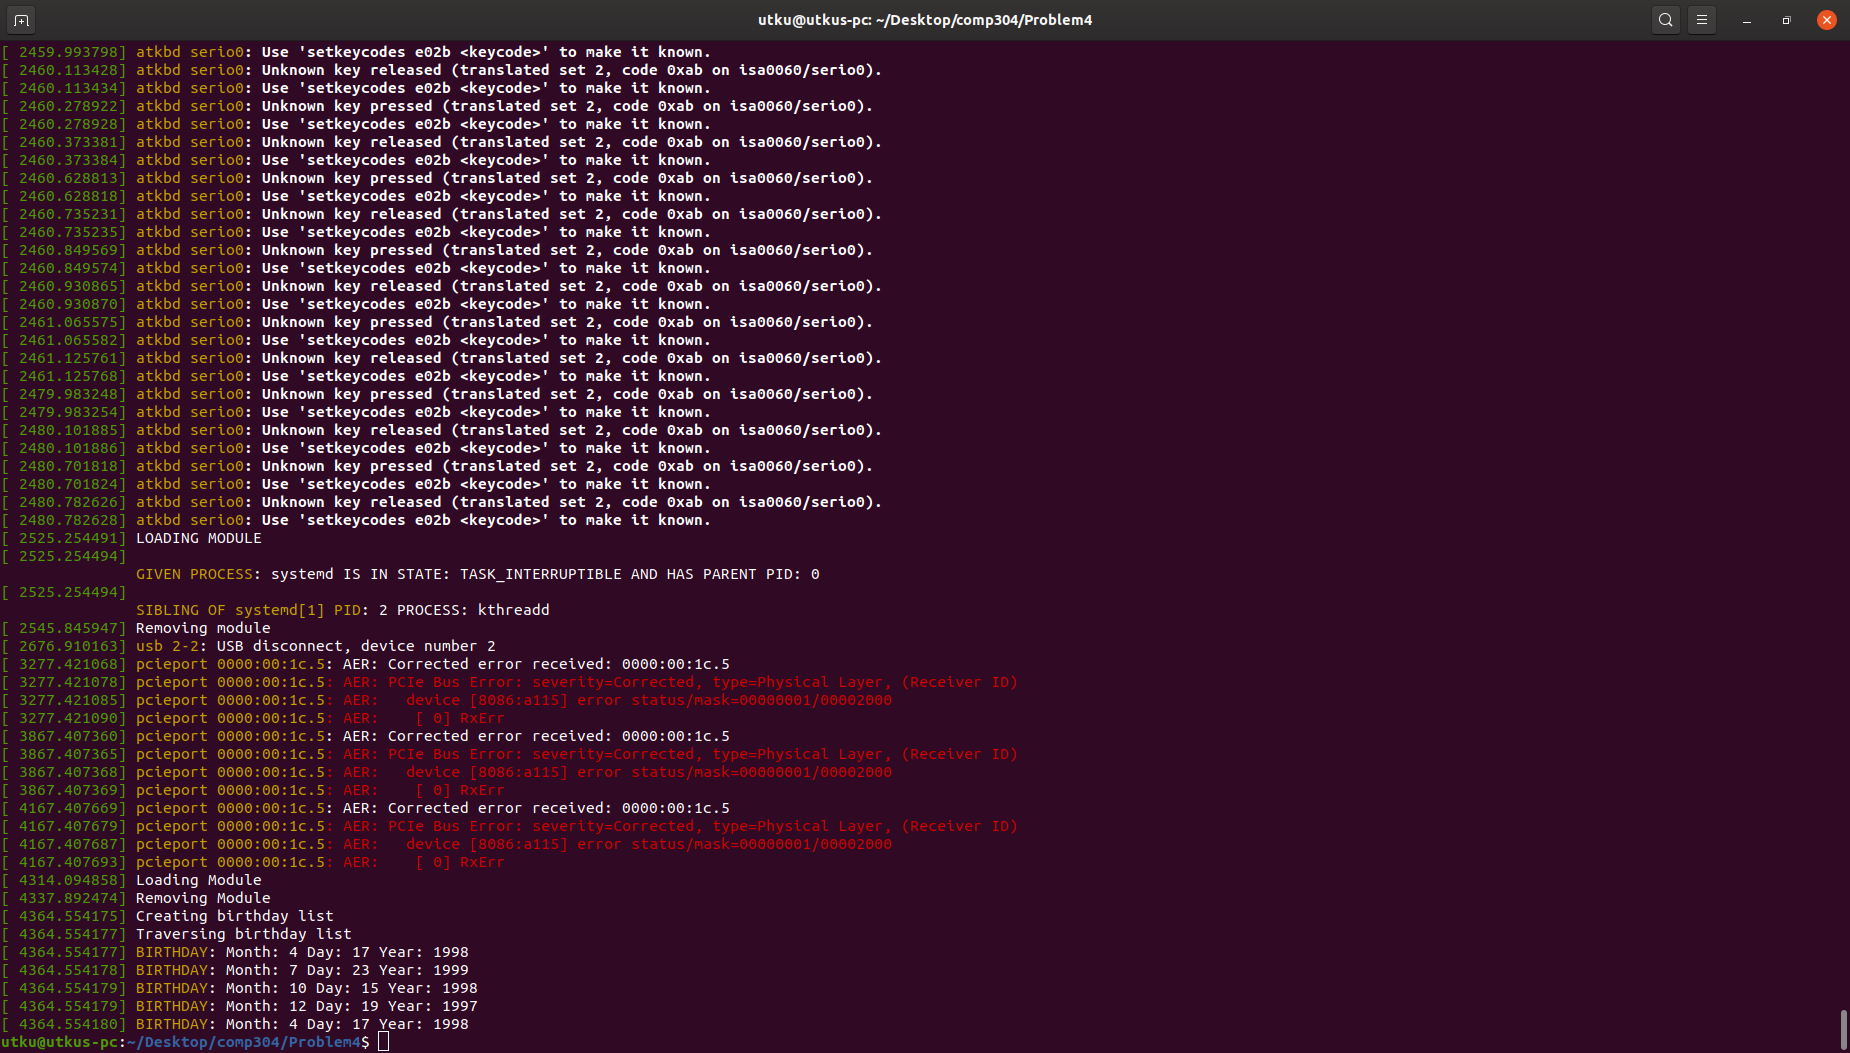 utku@utkus-pc: ~/Desktop/comp304/Problem4
[ 2459.993798] atkbd serio0: Use 'setkeycodes e02b <keycode>' to make it known.
[ 2460.113428] atkbd serio0: Unknown key released (translated set 2, code 0xab on isa0060/serio0).
[ 2460.113434] atkbd serio0: Use 'setkeycodes e02b <keycode>' to make it known.
[ 2460.278922] atkbd serio0: Unknown key pressed (translated set 2, code 0xab on isa0060/serio0).
[ 2460.278928] atkbd serio0: Use 'setkeycodes e02b <keycode>' to make it known.
[ 2460.373381] atkbd serio0: Unknown key released (translated set 2, code 0xab on isa0060/serio0).
[ 2460.373384] atkbd serio0: Use 'setkeycodes e02b <keycode>' to make it known.
[ 2460.628813] atkbd serio0: Unknown key pressed (translated set 2, code 0xab on isa0060/serio0).
[ 2460.628818] atkbd serio0: Use 'setkeycodes e02b <keycode>' to make it known.
[ 2460.735231] atkbd serio0: Unknown key released (translated set 2, code 0xab on isa0060/serio0).
[ 2460.735235] atkbd serio0: Use 'setkeycodes e02b <keycode>' to make it known.
[ 2460.849569] atkbd serio0: Unknown key pressed (translated set 2, code 0xab on isa0060/serio0).
[ 2460.849574] atkbd serio0: Use 'setkeycodes e02b <keycode>' to make it known.
[ 2460.930865] atkbd serio0: Unknown key released (translated set 2, code 0xab on isa0060/serio0).
[ 2460.930870] atkbd serio0: Use 'setkeycodes e02b <keycode>' to make it known.
[ 2461.065575] atkbd serio0: Unknown key pressed (translated set 2, code 0xab on isa0060/serio0).
[ 2461.065582] atkbd serio0: Use 'setkeycodes e02b <keycode>' to make it known.
[ 2461.125761] atkbd serio0: Unknown key released (translated set 2, code 0xab on isa0060/serio0).
[ 2461.125768] atkbd serio0: Use 'setkeycodes e02b <keycode>' to make it known.
[ 2479.983248] atkbd serio0: Unknown key pressed (translated set 2, code 0xab on isa0060/serio0).
[ 2479.983254] atkbd serio0: Use 'setkeycodes e02b <keycode>' to make it known.
[ 2480.101885] atkbd serio0: Unknown key released (translated set 2, code 0xab on isa0060/serio0).
[ 2480.101886] atkbd serio0: Use 'setkeycodes e02b <keycode>' to make it known.
[ 2480.701818] atkbd serio0: Unknown key pressed (translated set 2, code 0xab on isa0060/serio0).
[ 2480.701824] atkbd serio0: Use 'setkeycodes e02b <keycode>' to make it known.
[ 2480.782626] atkbd serio0: Unknown key released (translated set 2, code 0xab on isa0060/serio0).
[ 2480.782628] atkbd serio0: Use 'setkeycodes e02b <keycode>' to make it known.
[ 2525.254491] LOADING MODULE
[ 2525.254494]
GIVEN PROCESS: systemd IS IN STATE: TASK_INTERRUPTIBLE AND HAS PARENT PID: 0
[ 2525.254494]
SIBLING OF systemd[1] PID: 2 PROCESS: kthreadd
[ 2545.845947] Removing module
[ 2676.910163] usb 2-2: USB disconnect, device number 2
[ 3277.421068] pcieport 0000:00:1c.5: AER: Corrected error received: 0000:00:1c.5
[ 3277.421078] pcieport 0000:00:1c.5: AER: PCIe Bus Error: severity=Corrected, type=Physical Layer, (Receiver ID)
[ 3277.421085] pcieport 0000:00:1c.5: AER:   device [8086:a115] error status/mask=00000001/00002000
[ 3277.421090] pcieport 0000:00:1c.5: AER:    [ 0] RxErr
[ 3867.407360] pcieport 0000:00:1c.5: AER: Corrected error received: 0000:00:1c.5
[ 3867.407365] pcieport 0000:00:1c.5: AER: PCIe Bus Error: severity=Corrected, type=Physical Layer, (Receiver ID)
[ 3867.407368] pcieport 0000:00:1c.5: AER:   device [8086:a115] error status/mask=00000001/00002000
[ 3867.407369] pcieport 0000:00:1c.5: AER:    [ 0] RxErr
[ 4167.407669] pcieport 0000:00:1c.5: AER: Corrected error received: 0000:00:1c.5
[ 4167.407679] pcieport 0000:00:1c.5: AER: PCIe Bus Error: severity=Corrected, type=Physical Layer, (Receiver ID)
[ 4167.407687] pcieport 0000:00:1c.5: AER:   device [8086:a115] error status/mask=00000001/00002000
[ 4167.407693] pcieport 0000:00:1c.5: AER:    [ 0] RxErr
[ 4314.094858] Loading Module
[ 4337.892474] Removing Module
[ 4364.554175] Creating birthday list
[ 4364.554177] Traversing birthday list
[ 4364.554177] BIRTHDAY: Month: 4 Day: 17 Year: 1998
[ 4364.554178] BIRTHDAY: Month: 7 Day: 23 Year: 1999
[ 4364.554179] BIRTHDAY: Month: 10 Day: 15 Year: 1998
[ 4364.554179] BIRTHDAY: Month: 12 Day: 19 Year: 1997
[ 4364.554180] BIRTHDAY: Month: 4 Day: 17 Year: 1998
utku@utkus-pc:~/Desktop/comp304/Problem4$